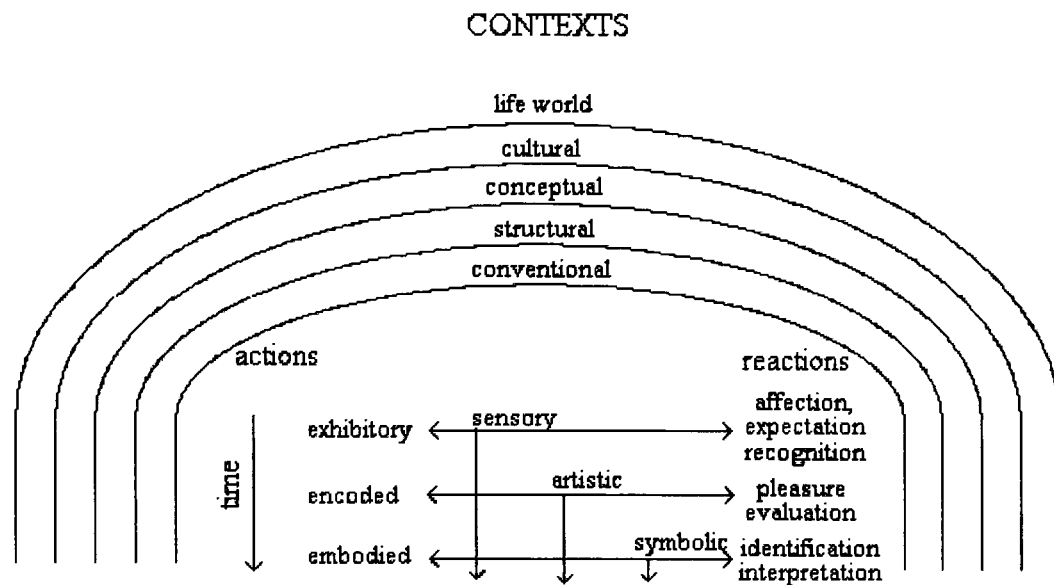 CONTEXTS
life world
cultural
conceptual
structural
conventional
actions
reactions
time
exhibitory
sensory
affection,
expectation
recognition
encoded
artistic
pleasure
evaluation
embodied
symbolic
identification
interpretation